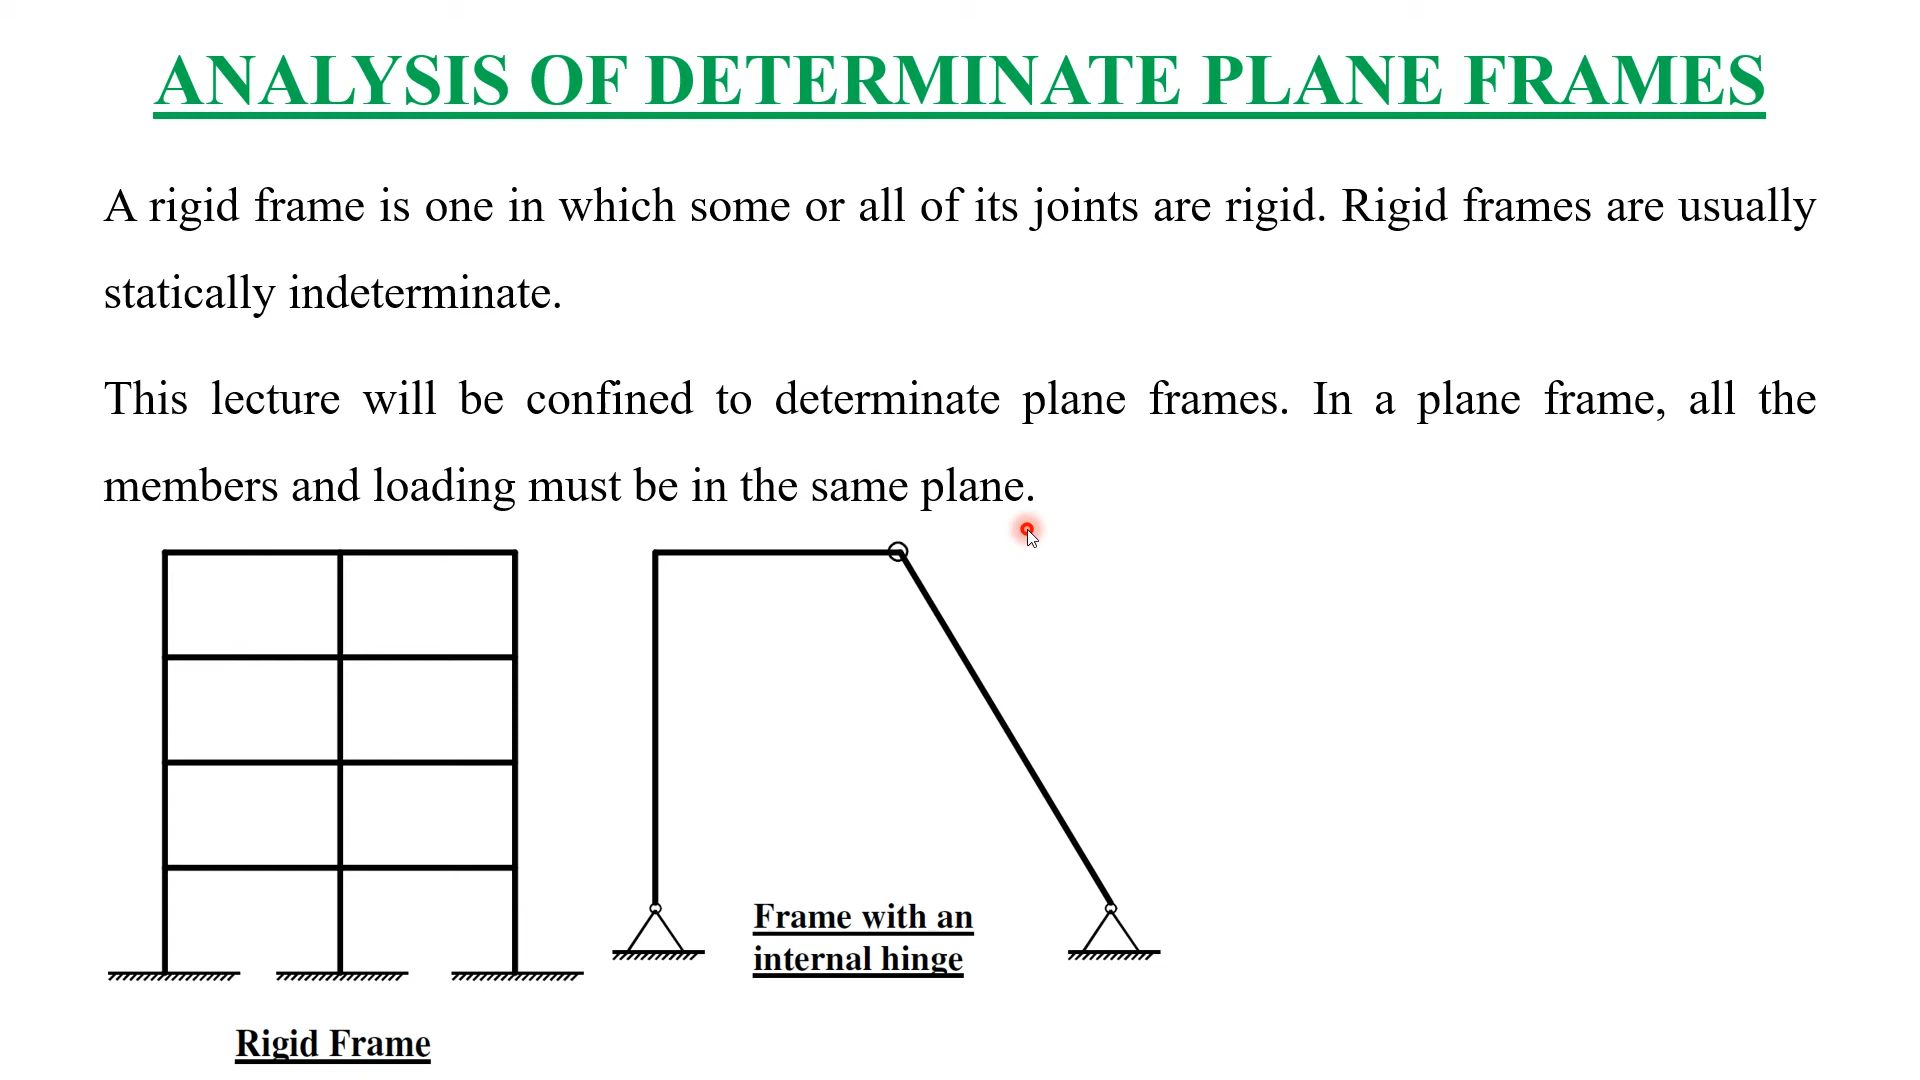 ANALYSIS OF DETERMINATE PLANE FRAMES
A rigid frame is one in which some or all of its joints are rigid. Rigid frames are usually
statically indeterminate.
This lecture will be confined to determinate plane frames. In a plane frame, all the
members and loading must be in the same plane.
Frame with an
internal hinge
Rigid Frame